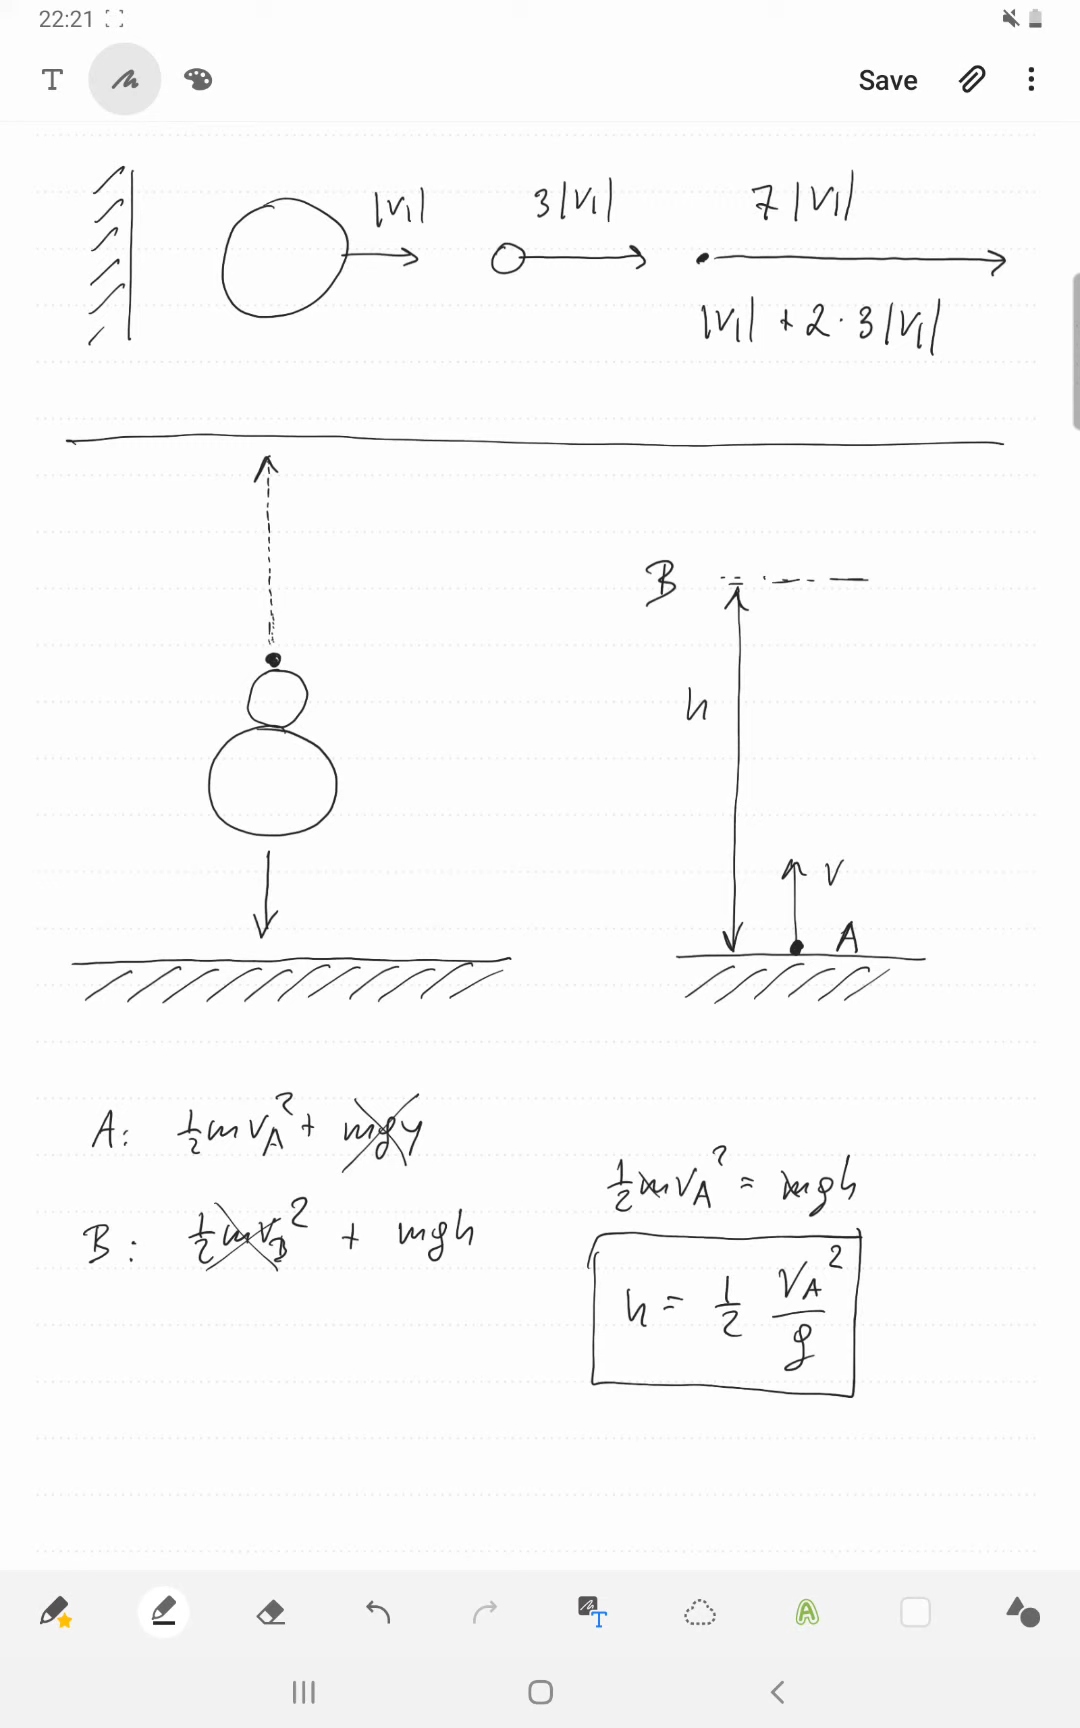 22:21
T Save
|v₁| 3|v₁| 7|v₁|
|v₁| + 2·3|v₁|
B
h
v
A
A: ½mv_A² + mgy
B: ½mv_B² + mgh
½mv_A² = mgh
h = ½ v_A²/g
T
A